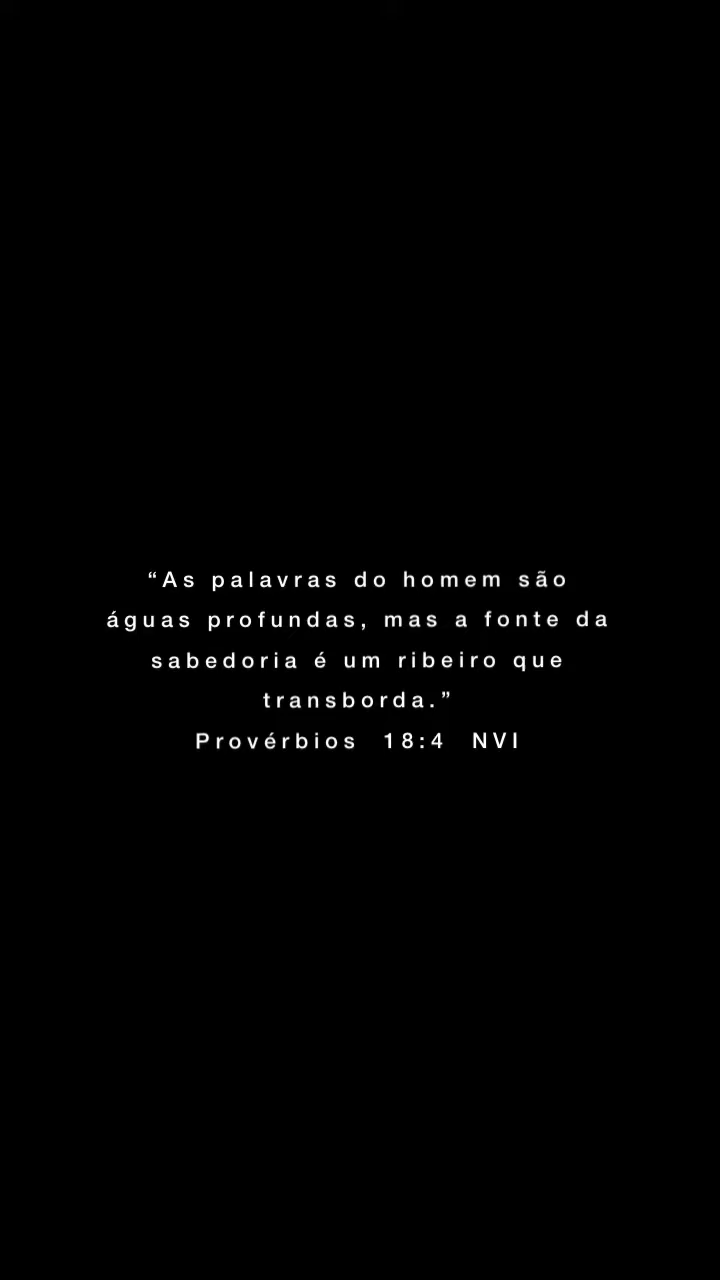 “As palavras do homem são
águas profundas, mas a fonte da
sabedoria é um ribeiro que
transborda.”
Provérbios 18:4 NVI